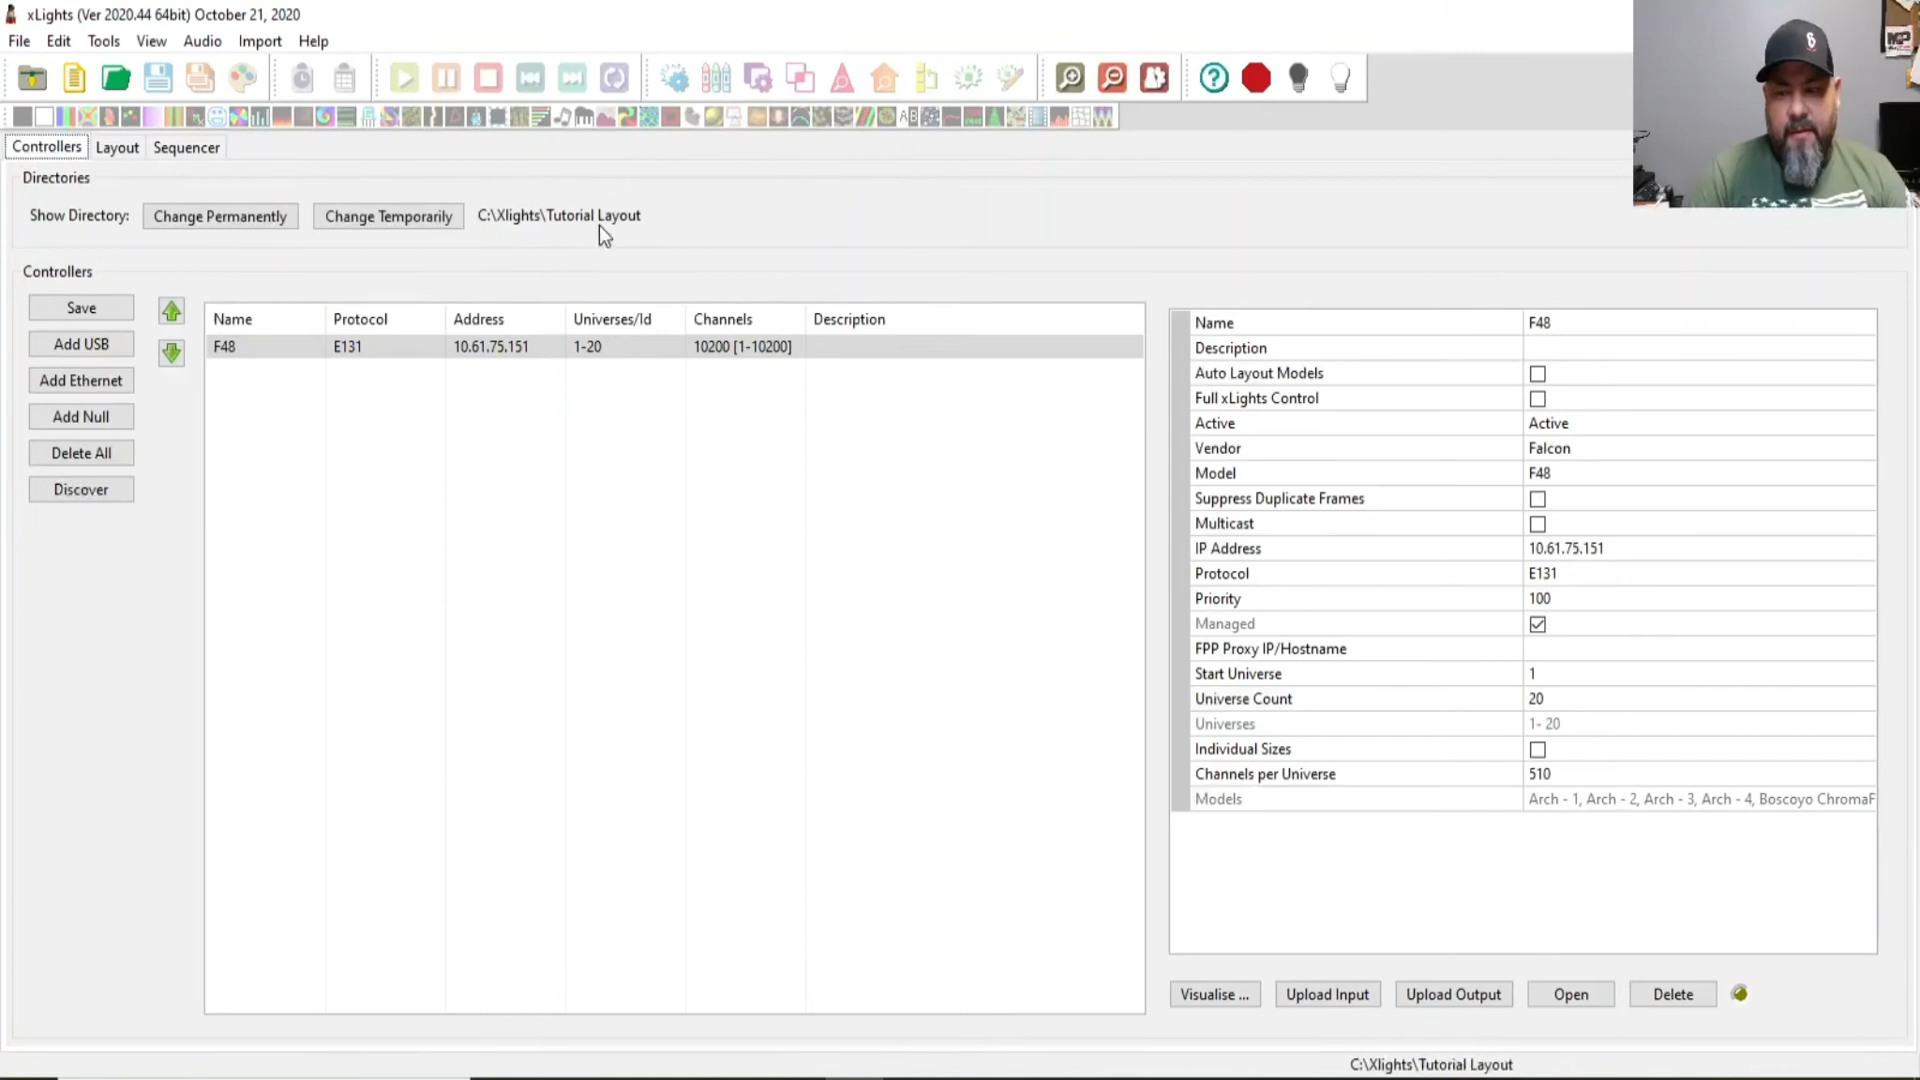 xLights (Ver 2020.44 64bit) October 21, 2020
File Edit Tools View Audio Import Help
Controllers Layout Sequencer
Directories
Show Directory: Change Permanently Change Temporarily C:\Xlights\Tutorial Layout
Controllers
Save
Add USB
Add Ethernet
Add Null
Delete All
Discover
Name Protocol Address Universes/Id Channels Description
F48 E131 10.61.75.151 1-20 10200 [1-10200]
Name F48
Description
Auto Layout Models
Full xLights Control
Active Active
Vendor Falcon
Model F48
Suppress Duplicate Frames
Multicast
IP Address 10.61.75.151
Protocol E131
Priority 100
Managed
FPP Proxy IP/Hostname
Start Universe 1
Universe Count 20
Universes 1- 20
Individual Sizes
Channels per Universe 510
Models Arch - 1, Arch - 2, Arch - 3, Arch - 4, Boscoyo ChromaF
Visualise ... Upload Input Upload Output Open Delete
C:\Xlights\Tutorial Layout